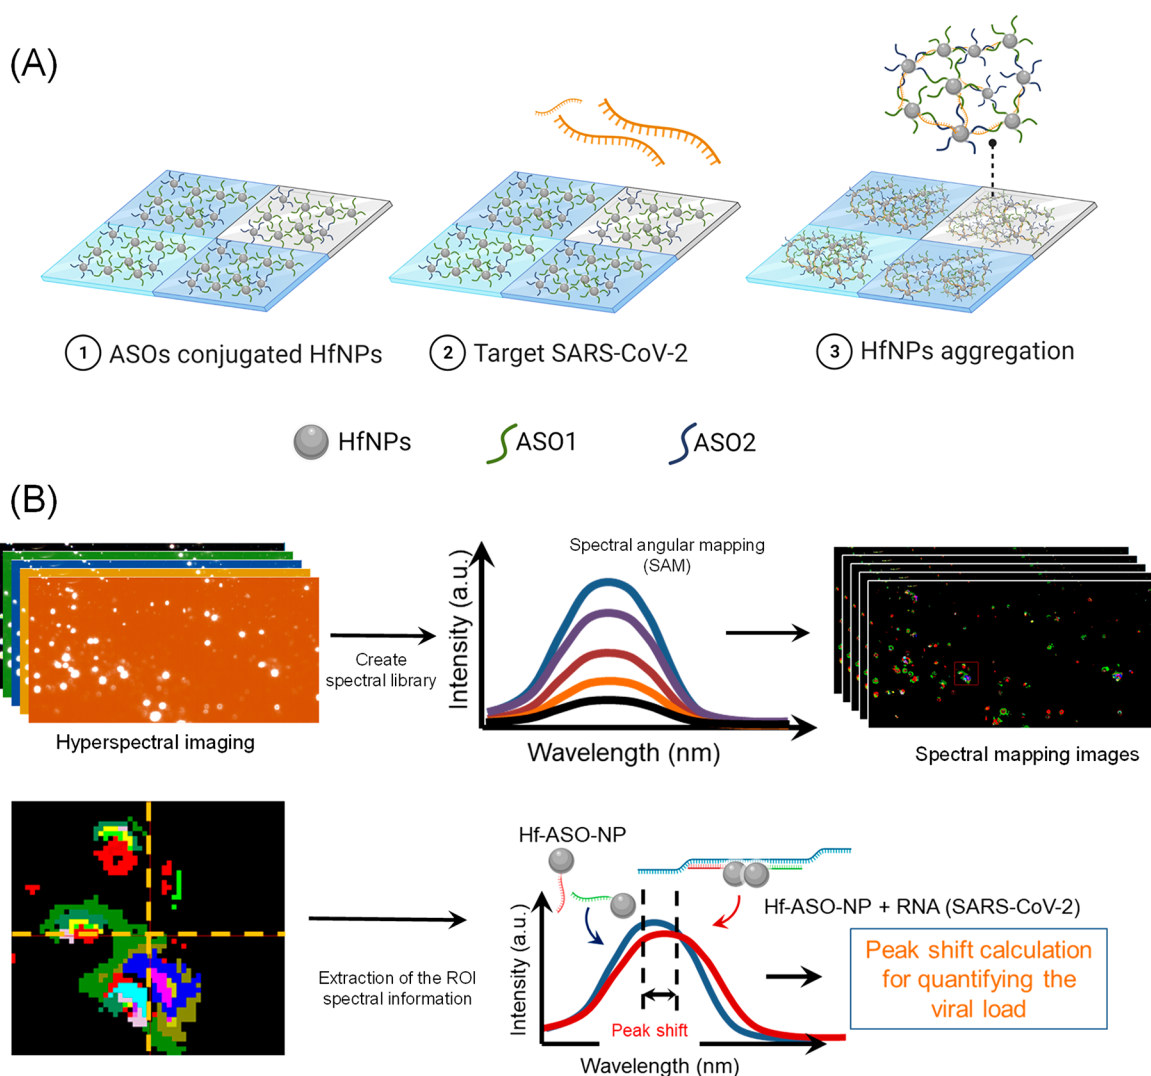 (A)
1 ASOs conjugated HfNPs
2 Target SARS-CoV-2
3 HfNPs aggregation
HfNPs
ASO1
ASO2
(B)
Hyperspectral imaging
Create
spectral library
Intensity (a.u.)
Spectral angular mapping
(SAM)
Wavelength (nm)
Spectral mapping images
Extraction of the ROI
spectral information
Hf-ASO-NP
Hf-ASO-NP + RNA (SARS-CoV-2)
Intensity (a.u.)
Peak shift
Wavelength (nm)
Peak shift calculation
for quantifying the
viral load